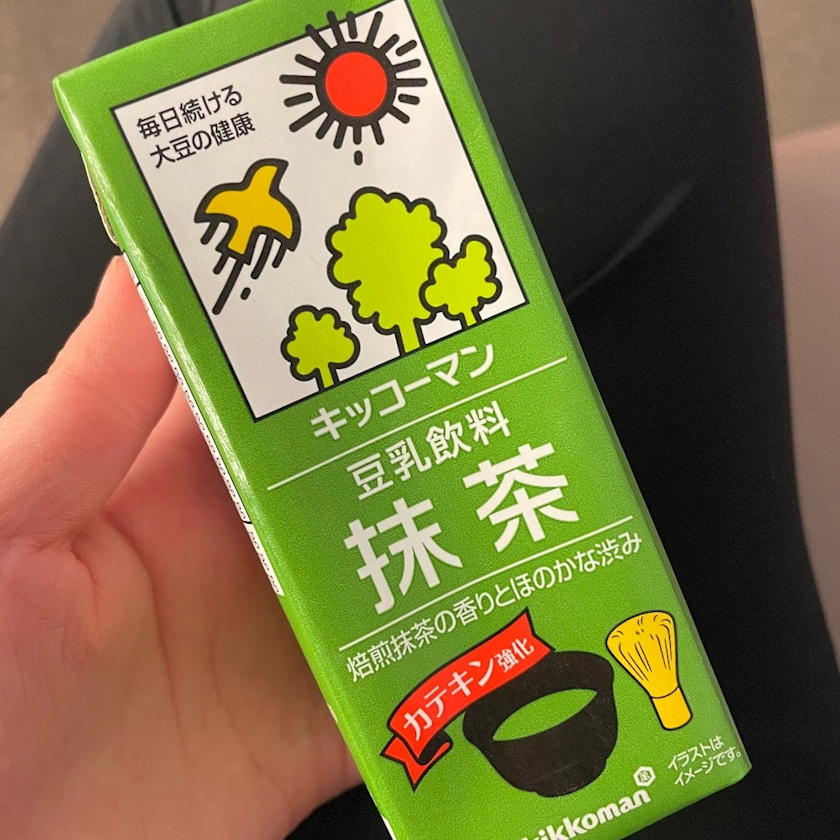 毎日続ける
大豆の健康
キッコーマン
豆乳飲料
抹茶
焙煎抹茶の香りとほのかな渋み
カテキン強化
イラストは
イメージです。
kikkoman